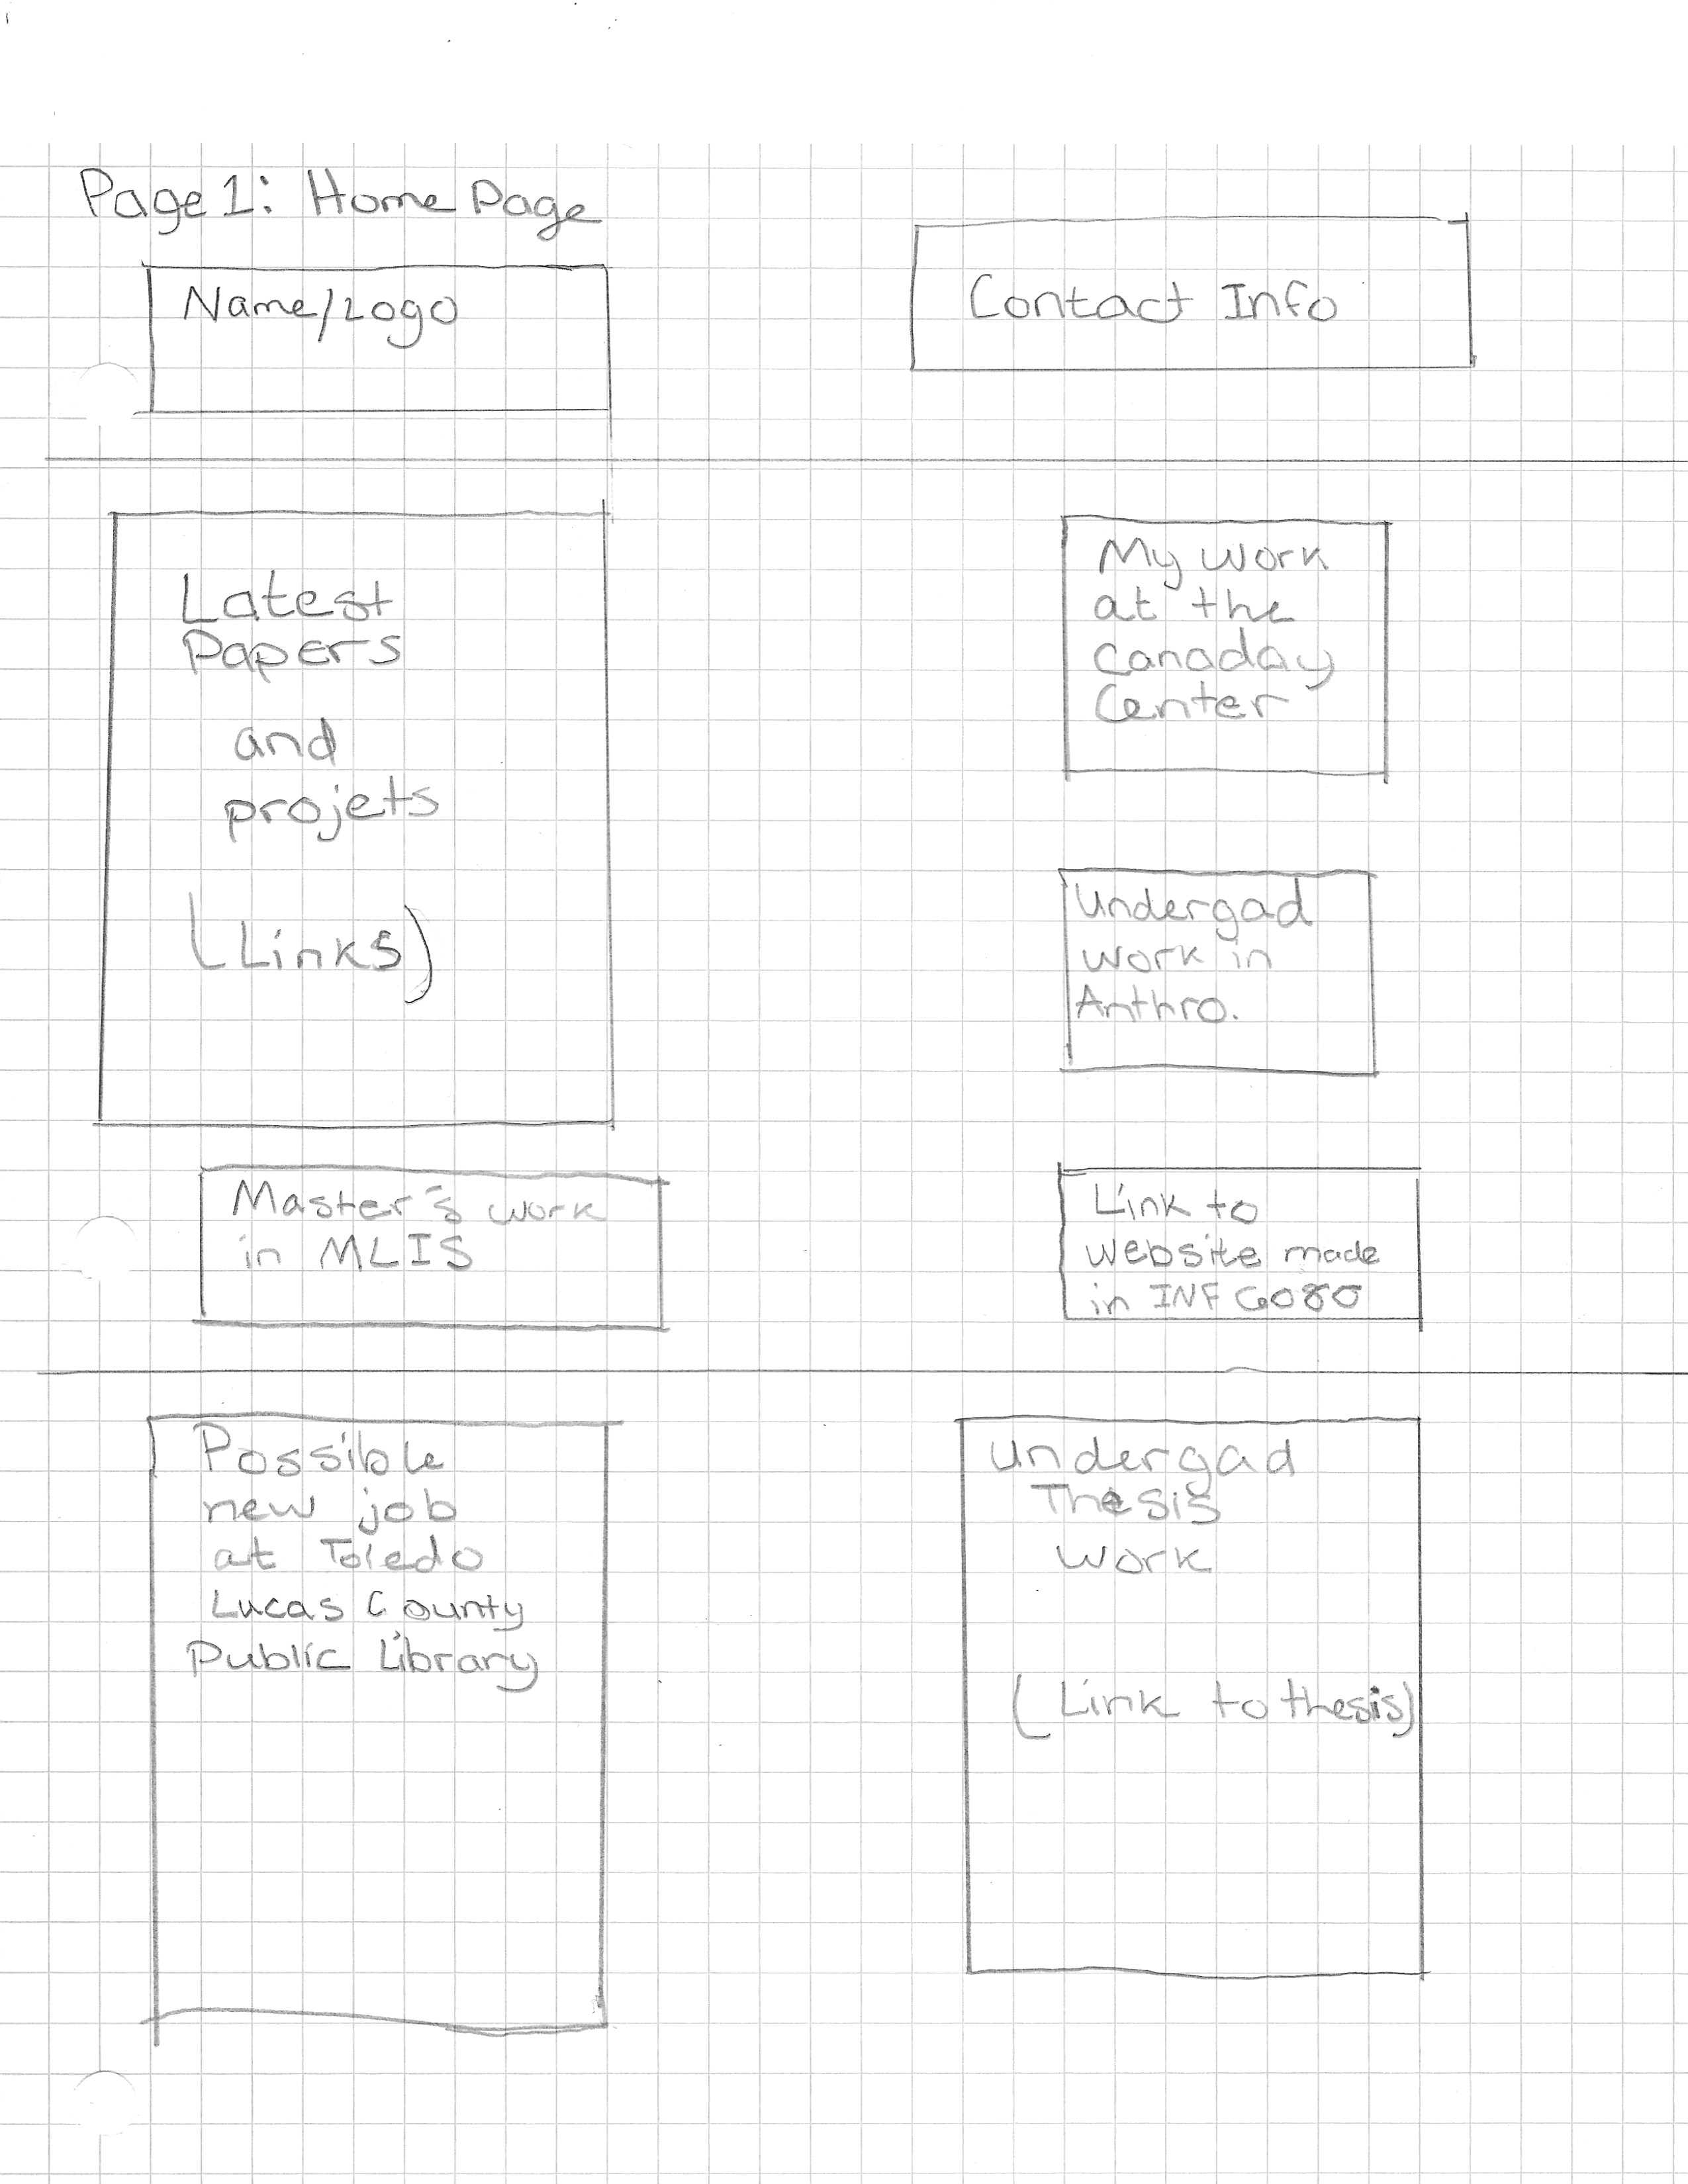 Page 1: Home Page
Name/Logo
Contact Info
Latest
Papers
and
projets
(Links)
My work
at the
Canaday
Center
Undergad
work in
Anthro.
Master's work
in MLIS
Link to
website made
in INF 6080
Possible
new job
at Toledo
Lucas County
Public Library
undergad
Thesis
work
(Link to thesis)